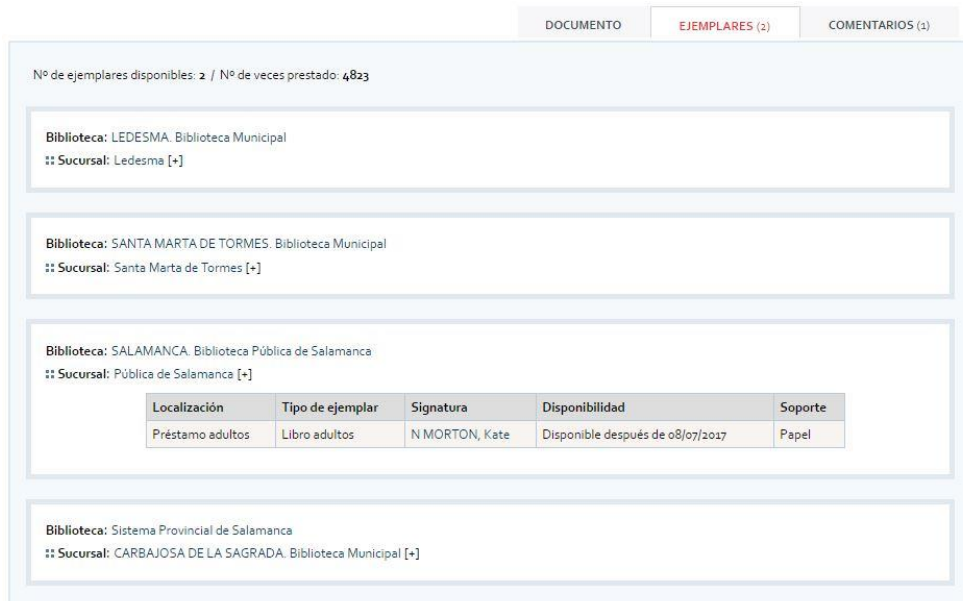 DOCUMENTO EJEMPLARES (2) COMENTARIOS (1)
Nº de ejemplares disponibles: 2 / Nº de veces prestado: 4823
Biblioteca: LEDESMA. Biblioteca Municipal
Sucursal: Ledesma [+]
Biblioteca: SANTA MARTA DE TORMES. Biblioteca Municipal
Sucursal: Santa Marta de Tormes [+]
Biblioteca: SALAMANCA. Biblioteca Pública de Salamanca
Sucursal: Pública de Salamanca [+]
Localización Tipo de ejemplar Signatura Disponibilidad Soporte
Préstamo adultos Libro adultos N MORTON, Kate Disponible después de 08/07/2017 Papel
Biblioteca: Sistema Provincial de Salamanca
Sucursal: CARBAJOSA DE LA SAGRADA. Biblioteca Municipal [+]